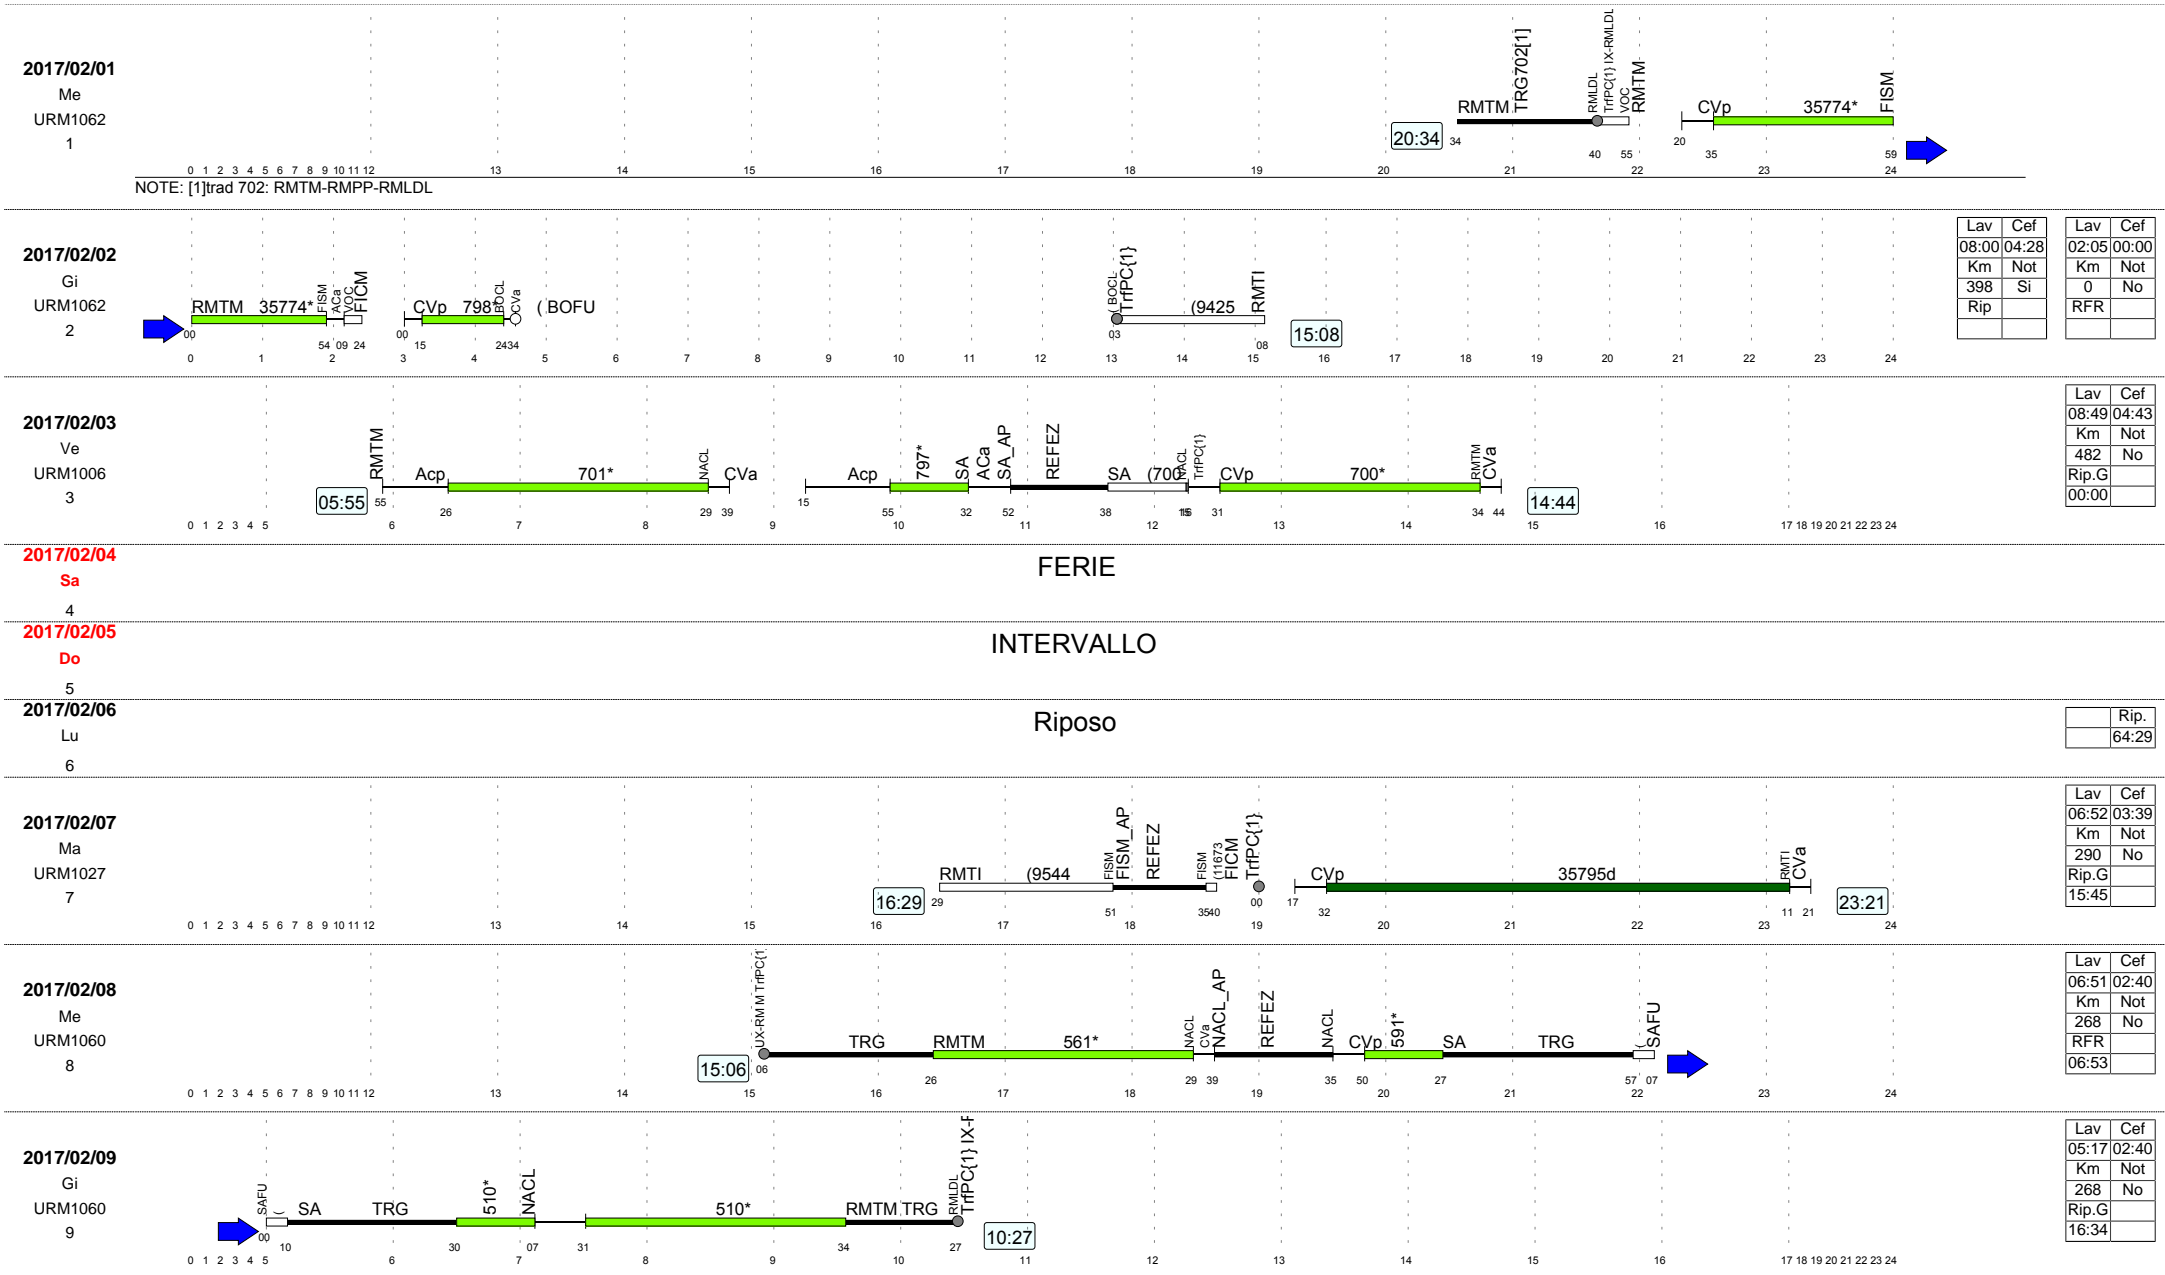 2017/02/01
Me
URM1062
1
20:34
RMTM TRG702[1] RMLDL TrfPC{1} IX-RMLDL VOC RMTM CVp 35774* FISM
34 40 55 20 35 59
0 1 2 3 4 5 6 7 8 9 10 11 12 13 14 15 16 17 18 19 20 21 22 23 24
NOTE: [1]trad 702: RMTM-RMPP-RMLDL
2017/02/02
Gi
URM1062
2
RMTM 35774* FISM ACa VOC FICM CVp 798* BOCL CVa ( BOFU ( BOCL TrfPC{1} (9425 RMTI
00 54 09 24 00 15 24 34 03 08
15:08
0 1 2 3 4 5 6 7 8 9 10 11 12 13 14 15 16 17 18 19 20 21 22 23 24
Lav Cef Lav Cef
08:00 04:28 02:05 00:00
Km Not Km Not
398 Si 0 No
Rip RFR
2017/02/03
Ve
URM1006
3
05:55
RMTM Acp 701* NACL CVa Acp 797* SA ACa SA_AP REFEZ SA (700 NACL TrfPC{1} CVp 700* RMTM CVa
55 26 29 39 15 55 32 52 38 15 16 31 34 44
14:44
0 1 2 3 4 5 6 7 8 9 10 11 12 13 14 15 16 17 18 19 20 21 22 23 24
Lav Cef
08:49 04:43
Km Not
482 No
Rip.G
00:00
2017/02/04
Sa
4
FERIE
2017/02/05
Do
5
INTERVALLO
2017/02/06
Lu
6
Riposo
Rip.
64:29
2017/02/07
Ma
URM1027
7
16:29
RMTI (9544 FISM FISM_AP REFEZ FISM (11673 FICM TrfPC{1} CVp 35795d RMTI CVa
29 51 35 40 00 17 32 11 21
23:21
0 1 2 3 4 5 6 7 8 9 10 11 12 13 14 15 16 17 18 19 20 21 22 23 24
Lav Cef
06:52 03:39
Km Not
290 No
Rip.G
15:45
2017/02/08
Me
URM1060
8
15:06
UX-RM M TrfPC{1} TRG RMTM 561* NACL CVa NACL_AP REFEZ NACL CVp 591* SA TRG ( SAFU
06 26 29 39 35 50 27 57 07
0 1 2 3 4 5 6 7 8 9 10 11 12 13 14 15 16 17 18 19 20 21 22 23 24
Lav Cef
06:51 02:40
Km Not
268 No
RFR
06:53
2017/02/09
Gi
URM1060
9
SAFU ( SA TRG 510* NACL 510* RMTM TRG RMLDL TrfPC{1} IX-R
00 10 30 07 31 34 27
10:27
0 1 2 3 4 5 6 7 8 9 10 11 12 13 14 15 16 17 18 19 20 21 22 23 24
Lav Cef
05:17 02:40
Km Not
268 No
Rip.G
16:34